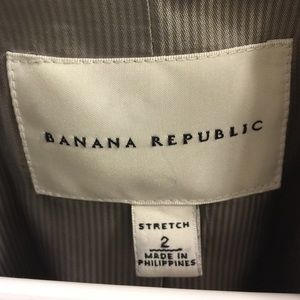 BANANA REPUBLIC
STRETCH
2
MADE IN
PHILIPPINES